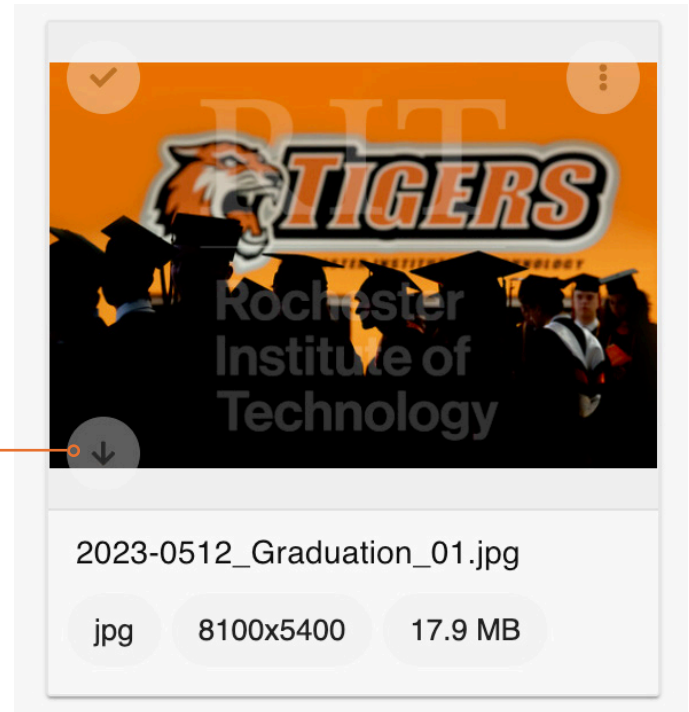 RIT
TIGERS
Rochester
Institute of
Technology
2023-0512_Graduation_01.jpg
jpg
8100x5400
17.9 MB